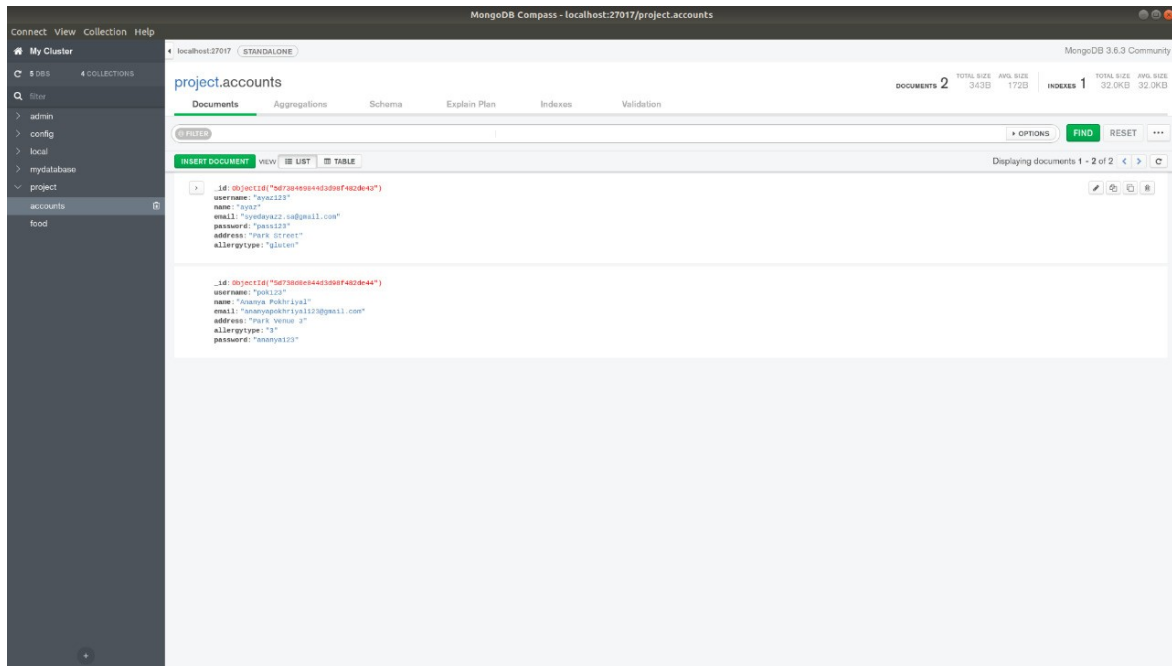 MongoDB Compass - localhost:27017/project.accounts
Connect View Collection Help
My Cluster
localhost:27017 STANDALONE
MongoDB 3.6.3 Community
5 DBS 4 COLLECTIONS
project.accounts
DOCUMENTS 2 TOTAL SIZE 343B AVG. SIZE 172B INDEXES 1 TOTAL SIZE 32.0KB AVG. SIZE 32.0KB
filter
Documents Aggregations Schema Explain Plan Indexes Validation
admin
config
local
mydatabase
project
accounts
food
FILTER
OPTIONS FIND RESET ...
INSERT DOCUMENT VIEW LIST TABLE
Displaying documents 1 - 2 of 2
_id: ObjectId(
username: "ayaz123"
name: "ayaz"
email: "syedayazz.sa@gmail.com"
password: "pass123"
address: "Park Street"
allergytype: "gluten"
_id: ObjectId(
username: "pok123"
name: "Ananya Pokhriyal"
email: "ananyapokhriyal123@gmail.com"
address: "Park Venue 2"
allergytype: "3"
password: "ananya123"